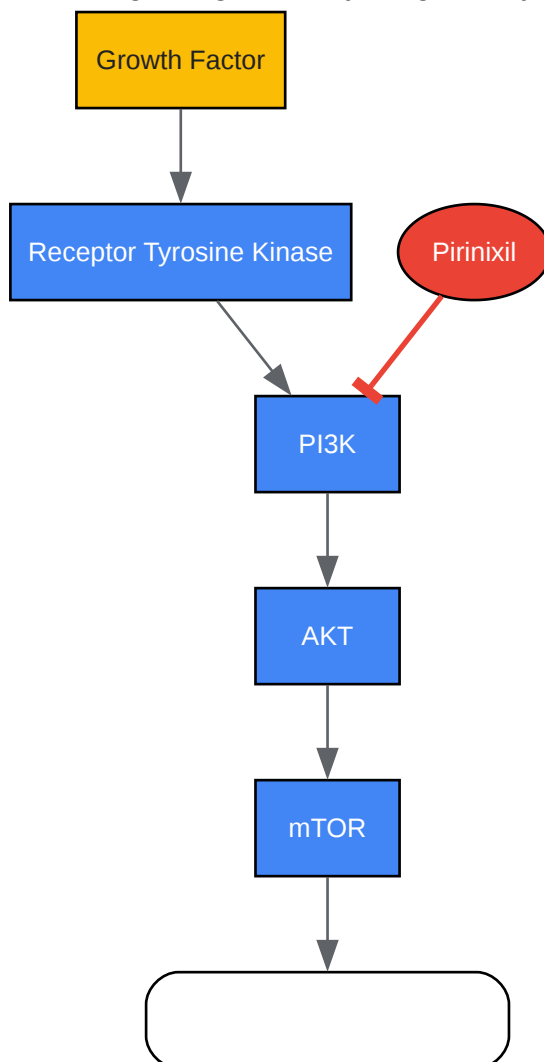 Growth Factor
Receptor Tyrosine Kinase
Pirinixil
PI3K
AKT
mTOR